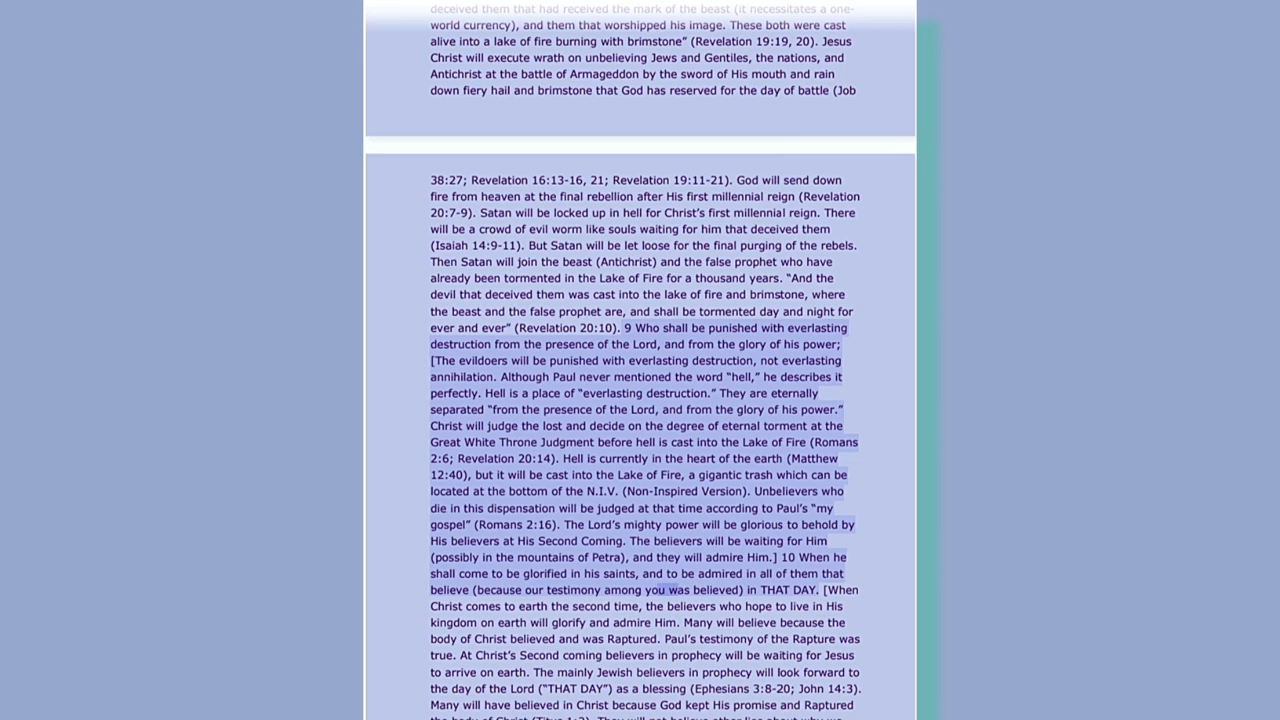 deceived them that had received the mark of the beast (it necessitates a one-
world currency), and them that worshipped his image. These both were cast
alive into a lake of fire burning with brimstone” (Revelation 19:19, 20). Jesus
Christ will execute wrath on unbelieving Jews and Gentiles, the nations, and
Antichrist at the battle of Armageddon by the sword of His mouth and rain
down fiery hail and brimstone that God has reserved for the day of battle (Job
38:27; Revelation 16:13-16, 21; Revelation 19:11-21). God will send down
fire from heaven at the final rebellion after His first millennial reign (Revelation
20:7-9). Satan will be locked up in hell for Christ’s first millennial reign. There
will be a crowd of evil worm like souls waiting for him that deceived them
(Isaiah 14:9-11). But Satan will be let loose for the final purging of the rebels.
Then Satan will join the beast (Antichrist) and the false prophet who have
already been tormented in the Lake of Fire for a thousand years. “And the
devil that deceived them was cast into the lake of fire and brimstone, where
the beast and the false prophet are, and shall be tormented day and night for
ever and ever” (Revelation 20:10). 9 Who shall be punished with everlasting
destruction from the presence of the Lord, and from the glory of his power;
[The evildoers will be punished with everlasting destruction, not everlasting
annihilation. Although Paul never mentioned the word “hell,” he describes it
perfectly. Hell is a place of “everlasting destruction.” They are eternally
separated “from the presence of the Lord, and from the glory of his power.”
Christ will judge the lost and decide on the degree of eternal torment at the
Great White Throne Judgment before hell is cast into the Lake of Fire (Romans
2:6; Revelation 20:14). Hell is currently in the heart of the earth (Matthew
12:40), but it will be cast into the Lake of Fire, a gigantic trash which can be
located at the bottom of the N.I.V. (Non-Inspired Version). Unbelievers who
die in this dispensation will be judged at that time according to Paul’s “my
gospel” (Romans 2:16). The Lord’s mighty power will be glorious to behold by
His believers at His Second Coming. The believers will be waiting for Him
(possibly in the mountains of Petra), and they will admire Him.] 10 When he
shall come to be glorified in his saints, and to be admired in all of them that
believe (because our testimony among you was believed) in THAT DAY. [When
Christ comes to earth the second time, the believers who hope to live in His
kingdom on earth will glorify and admire Him. Many will believe because the
body of Christ believed and was Raptured. Paul’s testimony of the Rapture was
true. At Christ’s Second coming believers in prophecy will be waiting for Jesus
to arrive on earth. The mainly Jewish believers in prophecy will look forward to
the day of the Lord (“THAT DAY”) as a blessing (Ephesians 3:8-20; John 14:3).
Many will have believed in Christ because God kept His promise and Raptured
the body of Christ (Titus 1:2). They will not believe other lies about why we